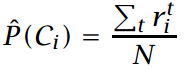 P̂(Cᵢ) = ∑ₜ rᵢᵗ / N